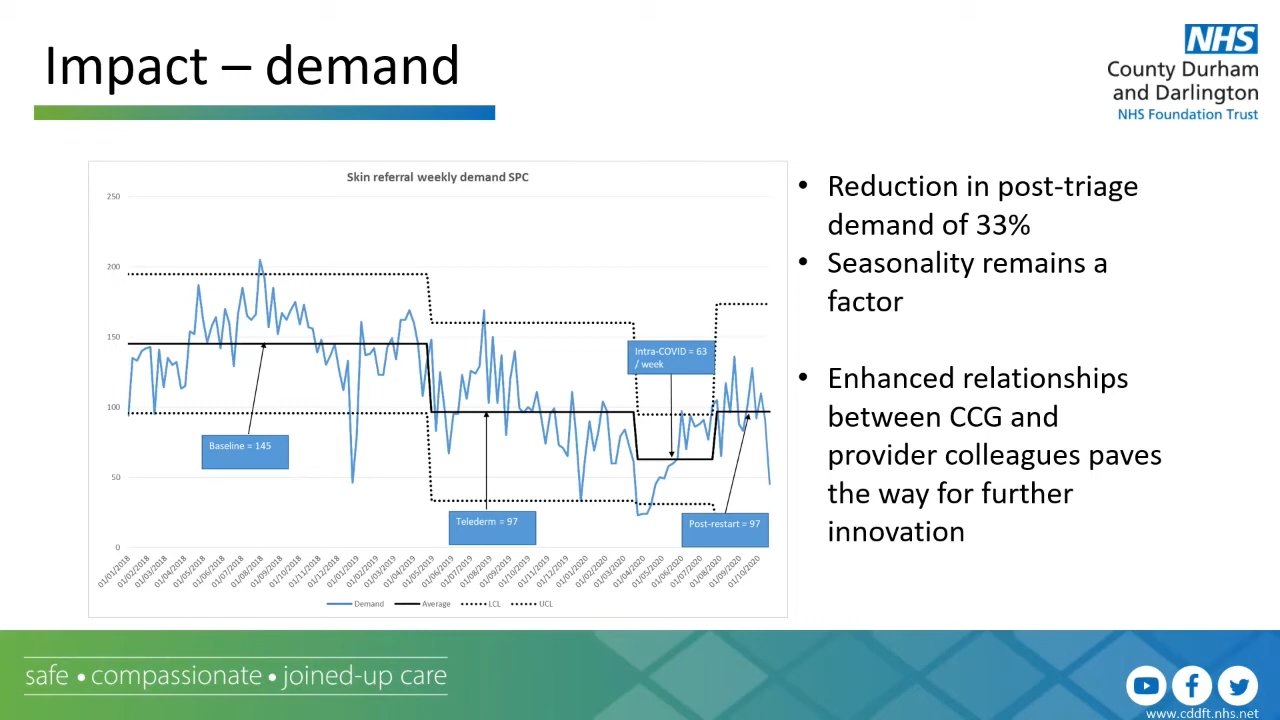 Impact – demand
NHS
County Durham
and Darlington
NHS Foundation Trust
Skin referral weekly demand SPC
250
200
150
100
50
0
Intra-COVID = 63
/ week
Baseline = 145
Telederm = 97
Post-restart = 97
01/01/2018
01/02/2018
01/03/2018
01/04/2018
01/05/2018
01/06/2018
01/07/2018
01/08/2018
01/09/2018
01/10/2018
01/11/2018
01/12/2018
01/01/2019
01/02/2019
01/03/2019
01/04/2019
01/05/2019
01/06/2019
01/07/2019
01/08/2019
01/09/2019
01/10/2019
01/11/2019
01/12/2019
01/01/2020
01/02/2020
01/03/2020
01/04/2020
01/05/2020
01/06/2020
01/07/2020
01/08/2020
01/09/2020
01/10/2020
Demand
Average
LCL
UCL
• Reduction in post-triage
demand of 33%
• Seasonality remains a
factor
• Enhanced relationships
between CCG and
provider colleagues paves
the way for further
innovation
safe • compassionate • joined-up care
www.cddft.nhs.net